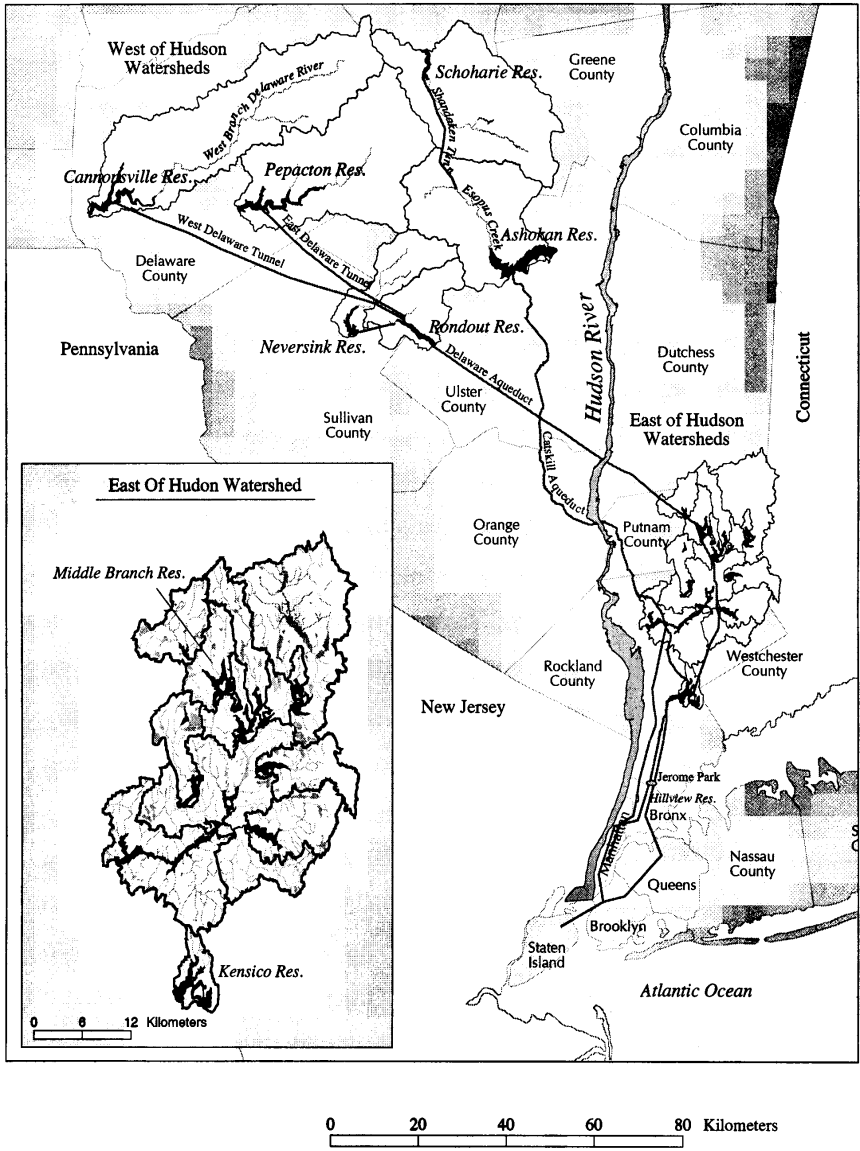 West of Hudson
Watersheds
Schoharie Res.
Greene
County
West Branch Delaware River
Shandaken Tunnel
Columbia
County
Cannonsville Res.
Pepacton Res.
Esopus Creek
Ashokan Res.
West Delaware Tunnel
East Delaware Tunnel
Delaware
County
Hudson River
Rondout Res.
Neversink Res.
Pennsylvania
Delaware Aqueduct
Dutchess
County
Connecticut
Ulster
County
Sullivan
County
East of Hudson
Watersheds
Catskill Aqueduct
East Of Hudon Watershed
Orange
County
Putnam
County
Middle Branch Res.
Rockland
County
Westchester
County
New Jersey
Jerome Park
Hillview Res.
Bronx
Manhattan
Nassau
County
S
C
Queens
Brooklyn
Staten
Island
Kensico Res.
Atlantic Ocean
0 6 12 Kilometers
0 20 40 60 80 Kilometers